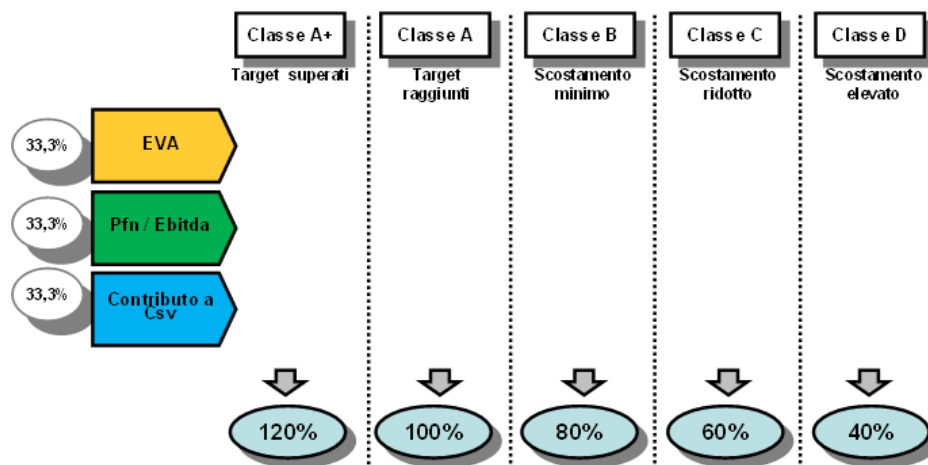 Classe A+
Classe A
Classe B
Classe C
Classe D
Target superati
Target
raggiunti
Scostamento
minimo
Scostamento
ridotto
Scostamento
elevato
33,3%
EVA
33,3%
Pfn / Ebitda
33,3%
Contributo a
Csv
120%
100%
80%
60%
40%